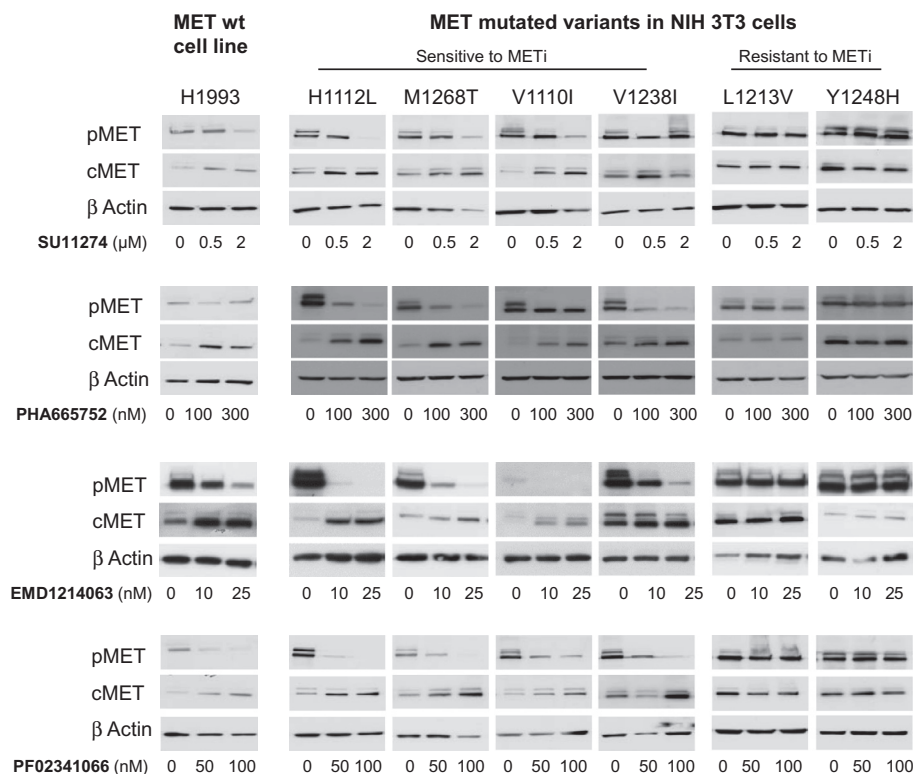 MET wt cell line
MET mutated variants in NIH 3T3 cells
Sensitive to METi Resistant to METi
H1993 H1112L M1268T V1110I V1238I L1213V Y1248H
pMET
cMET
β Actin
SU11274 (μM) 0 0.5 2 0 0.5 2 0 0.5 2 0 0.5 2 0 0.5 2 0 0.5 2 0 0.5 2
pMET
cMET
β Actin
PHA665752 (nM) 0 100 300 0 100 300 0 100 300 0 100 300 0 100 300 0 100 300 0 100 300
pMET
cMET
β Actin
EMD1214063 (nM) 0 10 25 0 10 25 0 10 25 0 10 25 0 10 25 0 10 25 0 10 25
pMET
cMET
β Actin
PF02341066 (nM) 0 50 100 0 50 100 0 50 100 0 50 100 0 50 100 0 50 100 0 50 100